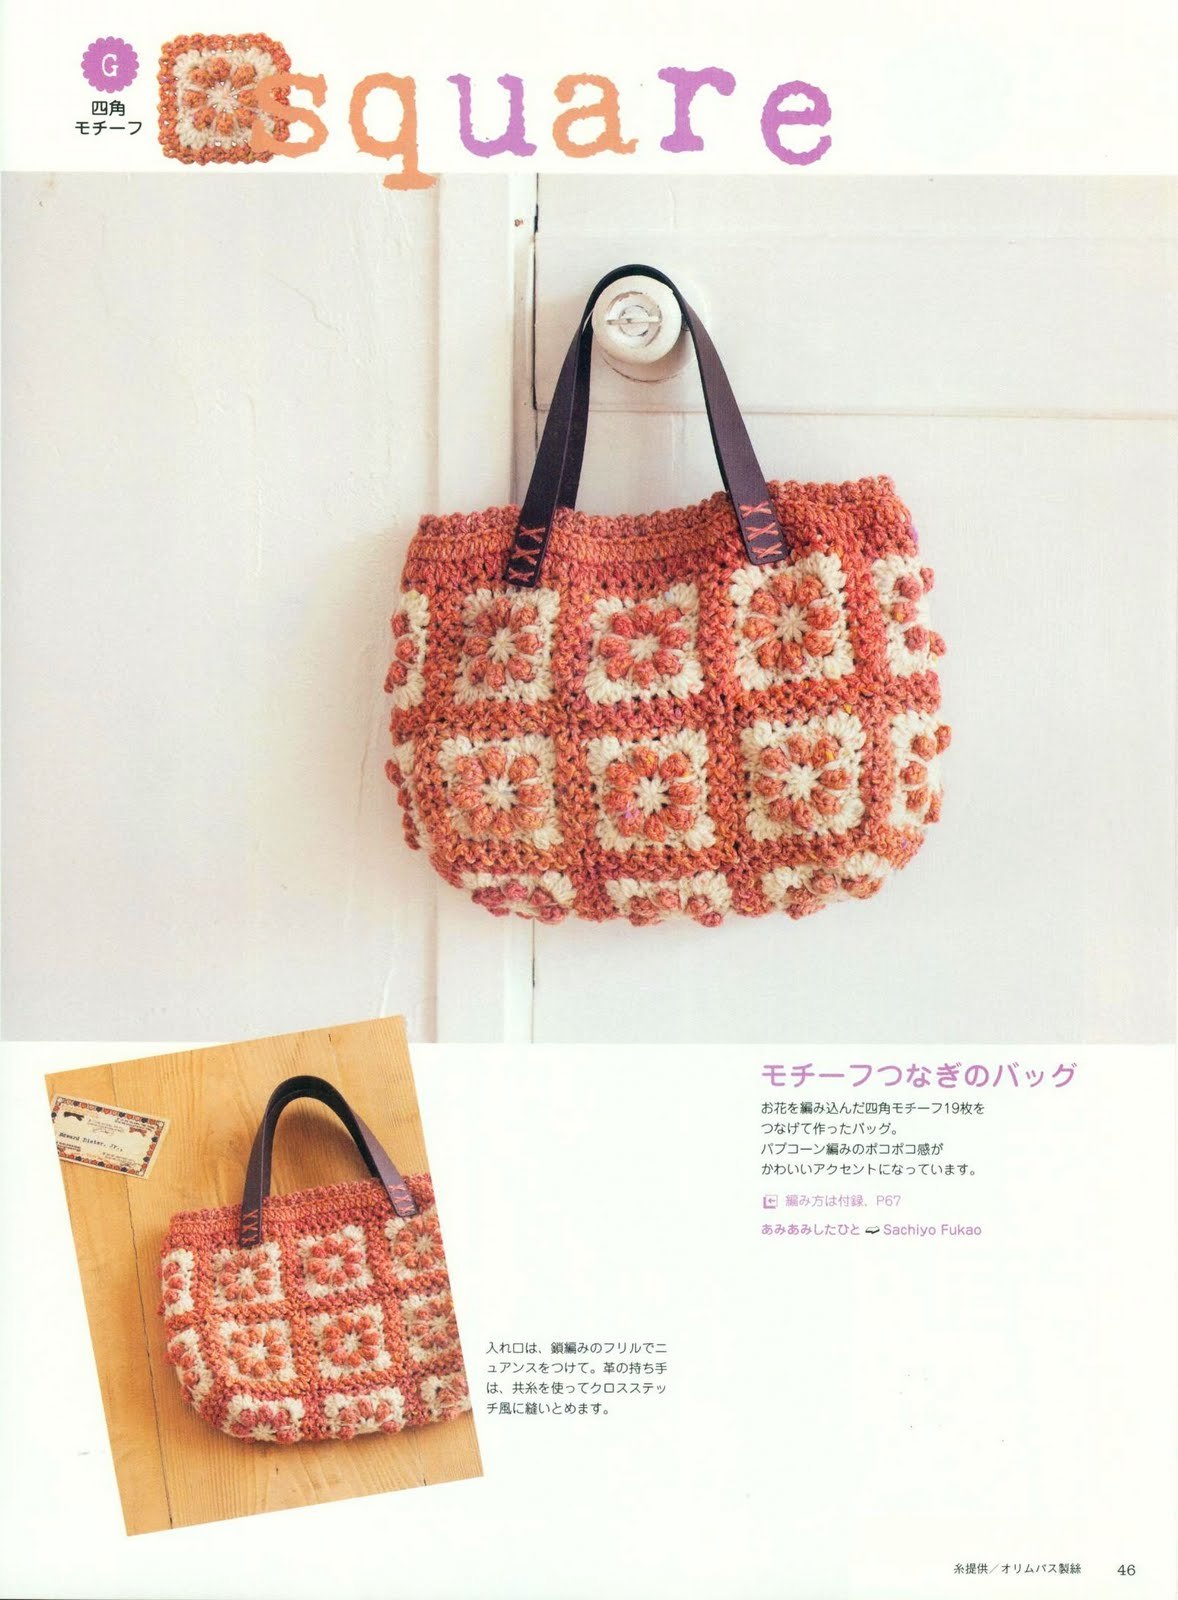 G
四角
モチーフ
square
モチーフつなぎのバッグ
お花を編み込んだ四角モチーフ19枚を
つなげて作ったバッグ。
パプコーン編みのポコポコ感が
かわいいアクセントになっています。
編み方は付録、P67
あみあみしたひと Sachiyo Fukao
入れ口は、鎖編みのフリルでニ
ュアンスをつけて。革の持ち手
は、共糸を使ってクロスステッ
チ風に縫いとめます。
糸提供／オリムパス製絲 46